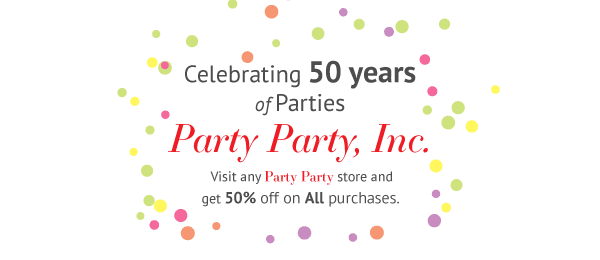 Celebrating 50 years
of Parties
Party Party, Inc.
Visit any Party Party store and
get 50% off on All purchases.